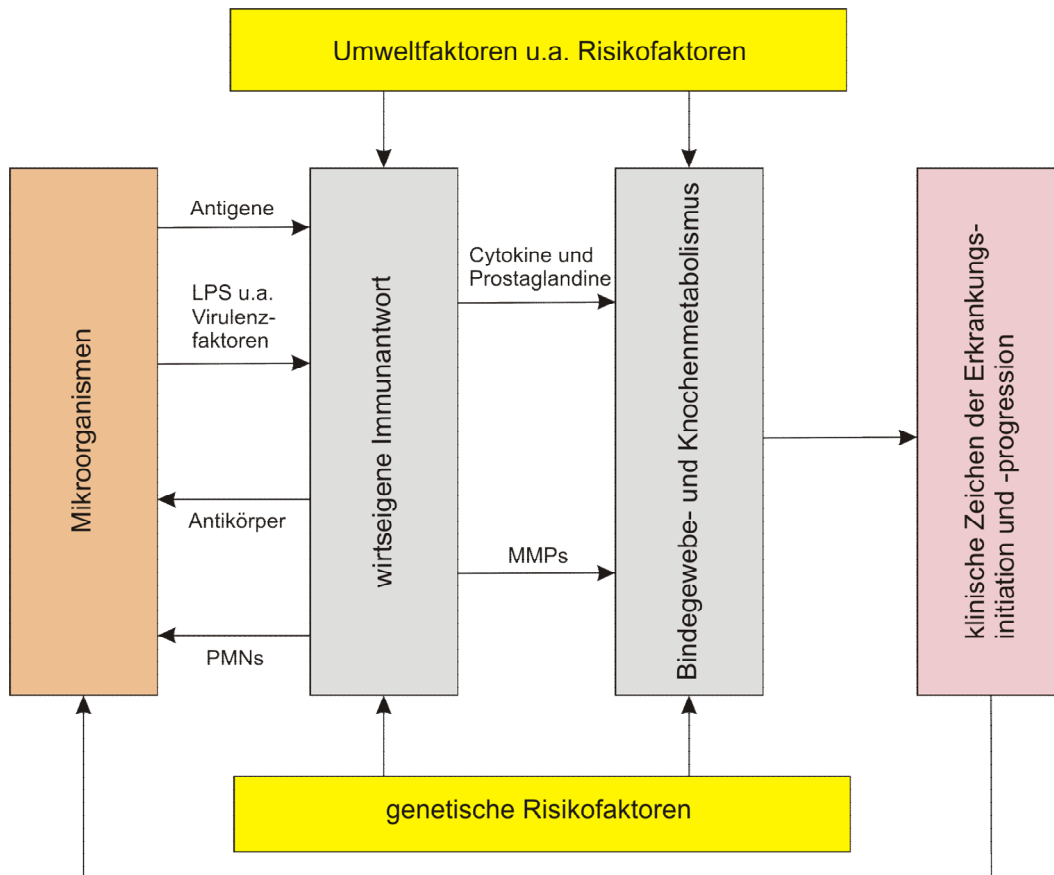 Umweltfaktoren u.a. Risikofaktoren
Mikroorganismen
Antigene
LPS u.a.
Virulenz-
faktoren
Antikörper
PMNs
wirtseigene Immunantwort
Cytokine und
Prostaglandine
MMPs
Bindegewebe- und Knochenmetabolismus
klinische Zeichen der Erkrankungs-
initiation und -progression
genetische Risikofaktoren